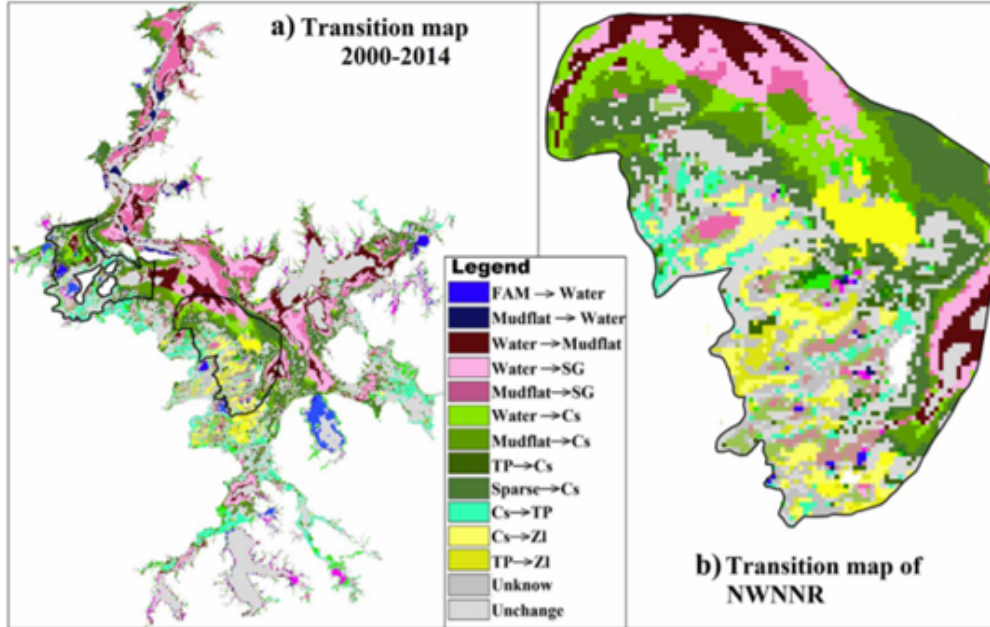 a) Transition map
2000-2014
Legend
FAM → Water
Mudflat → Water
Water →Mudflat
Water →SG
Mudflat→SG
Water →Cs
Mudflat→Cs
TP→Cs
Sparse→Cs
Cs→TP
Cs→Zl
TP→Zl
Unknow
Unchange
b) Transition map of
NWNNR